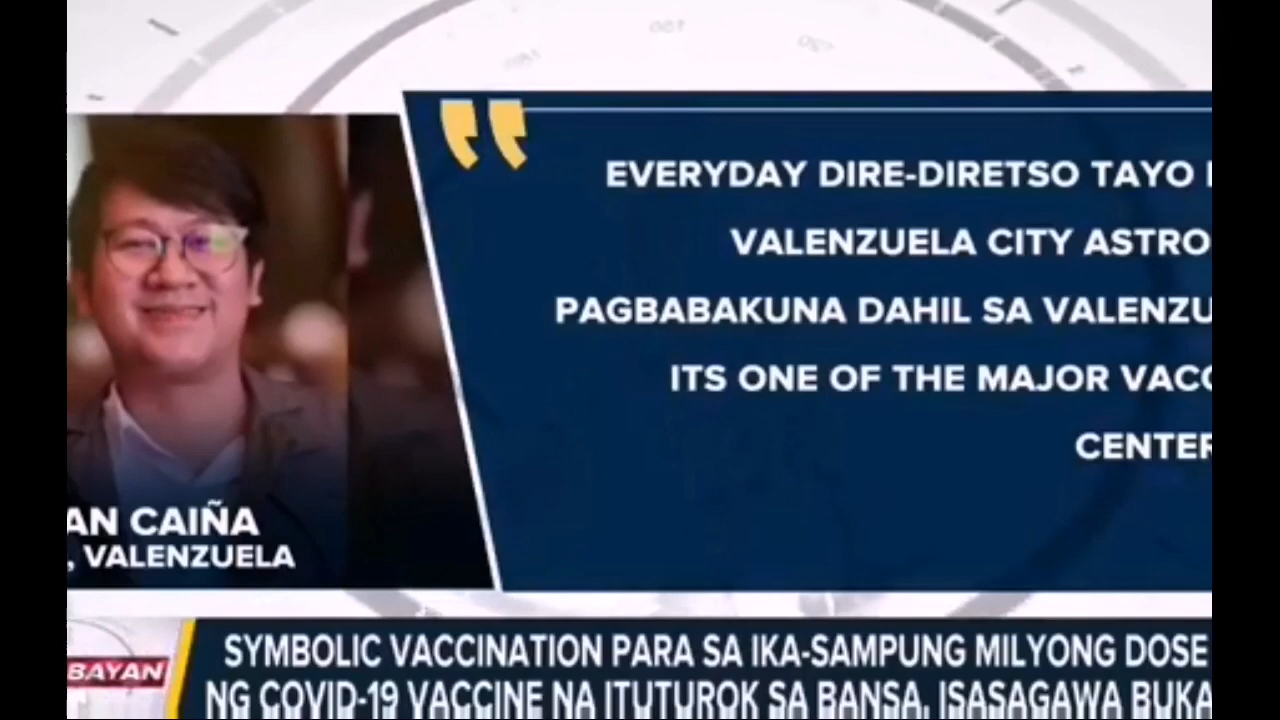 EVERYDAY DIRE-DIRETSO TAYO
VALENZUELA CITY ASTRO
PAGBABAKUNA DAHIL SA VALENZU
ITS ONE OF THE MAJOR VACC
CENTER
AN CAIÑA
, VALENZUELA
BAYAN
SYMBOLIC VACCINATION PARA SA IKA-SAMPUNG MILYONG DOSE
NG COVID-19 VACCINE NA ITUTUROK SA BANSA, ISASAGAWA BUKA